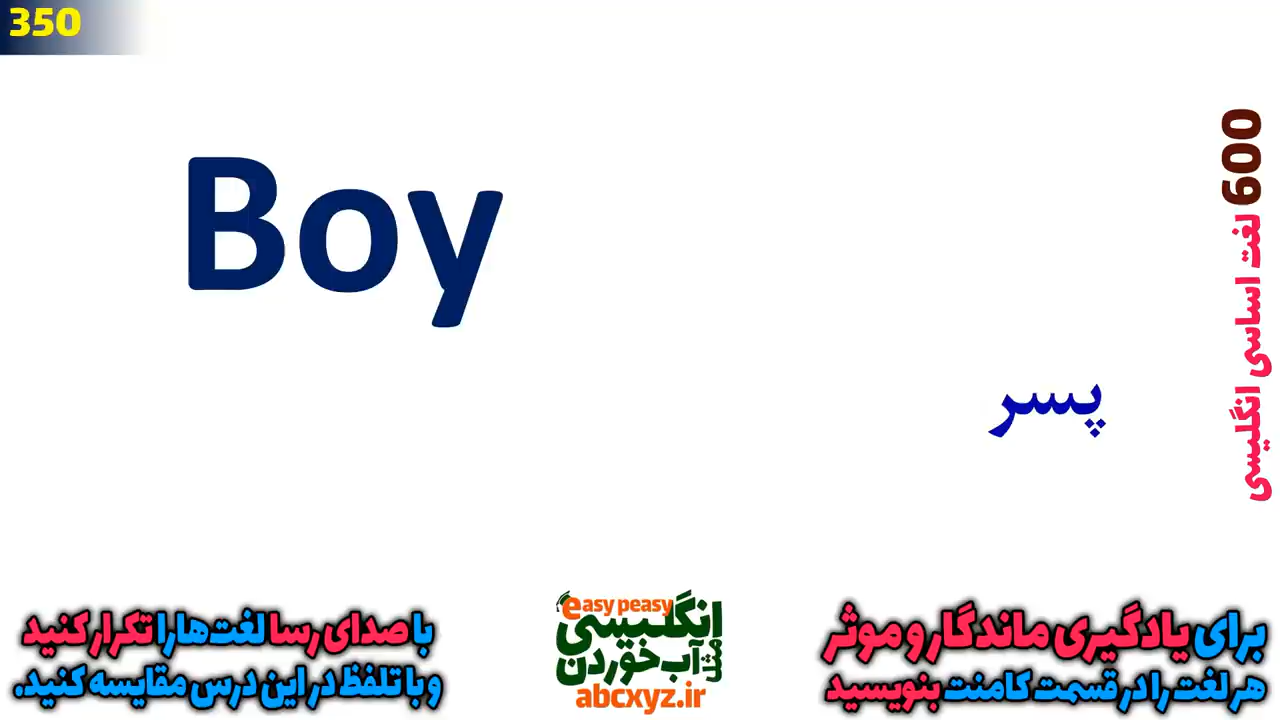 350
Boy
پسر
600 لغت اساسی انگلیسی
با صدای رسا لغت‌ها را تکرار کنید
و با تلفظ در این درس مقایسه کنید.
easy peasy
انگلیسی
مثل آب خوردن
abcxyz.ir
برای یادگیری ماندگار و موثر
هر لغت را در قسمت کامنت بنویسید